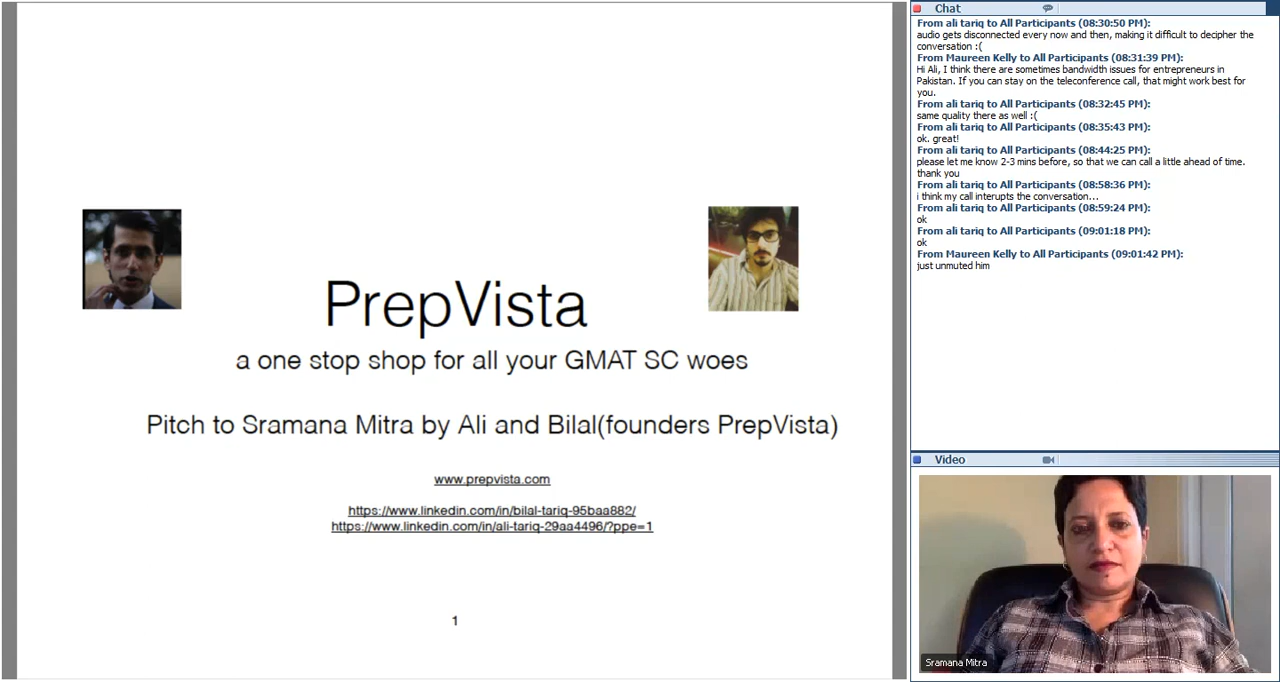 PrepVista
a one stop shop for all your GMAT SC woes
Pitch to Sramana Mitra by Ali and Bilal(founders PrepVista)
www.prepvista.com
https://www.linkedin.com/in/bilal-tariq-95baa882/
https://www.linkedin.com/in/ali-tariq-29aa4496/?ppe=1
1
Chat
From ali tariq to All Participants (08:30:50 PM):
audio gets disconnected every now and then, making it difficult to decipher the
conversation :(
From Maureen Kelly to All Participants (08:31:39 PM):
Hi Ali, I think there are sometimes bandwidth issues for entrepreneurs in
Pakistan. If you can stay on the teleconference call, that might work best for
you.
From ali tariq to All Participants (08:32:45 PM):
same quality there as well :(
From ali tariq to All Participants (08:35:43 PM):
ok. great!
From ali tariq to All Participants (08:44:25 PM):
please let me know 2-3 mins before, so that we can call a little ahead of time.
thank you
From ali tariq to All Participants (08:58:36 PM):
i think my call interupts the conversation...
From ali tariq to All Participants (08:59:24 PM):
ok
From ali tariq to All Participants (09:01:18 PM):
ok
From Maureen Kelly to All Participants (09:01:42 PM):
just unmuted him
Video
Sramana Mitra